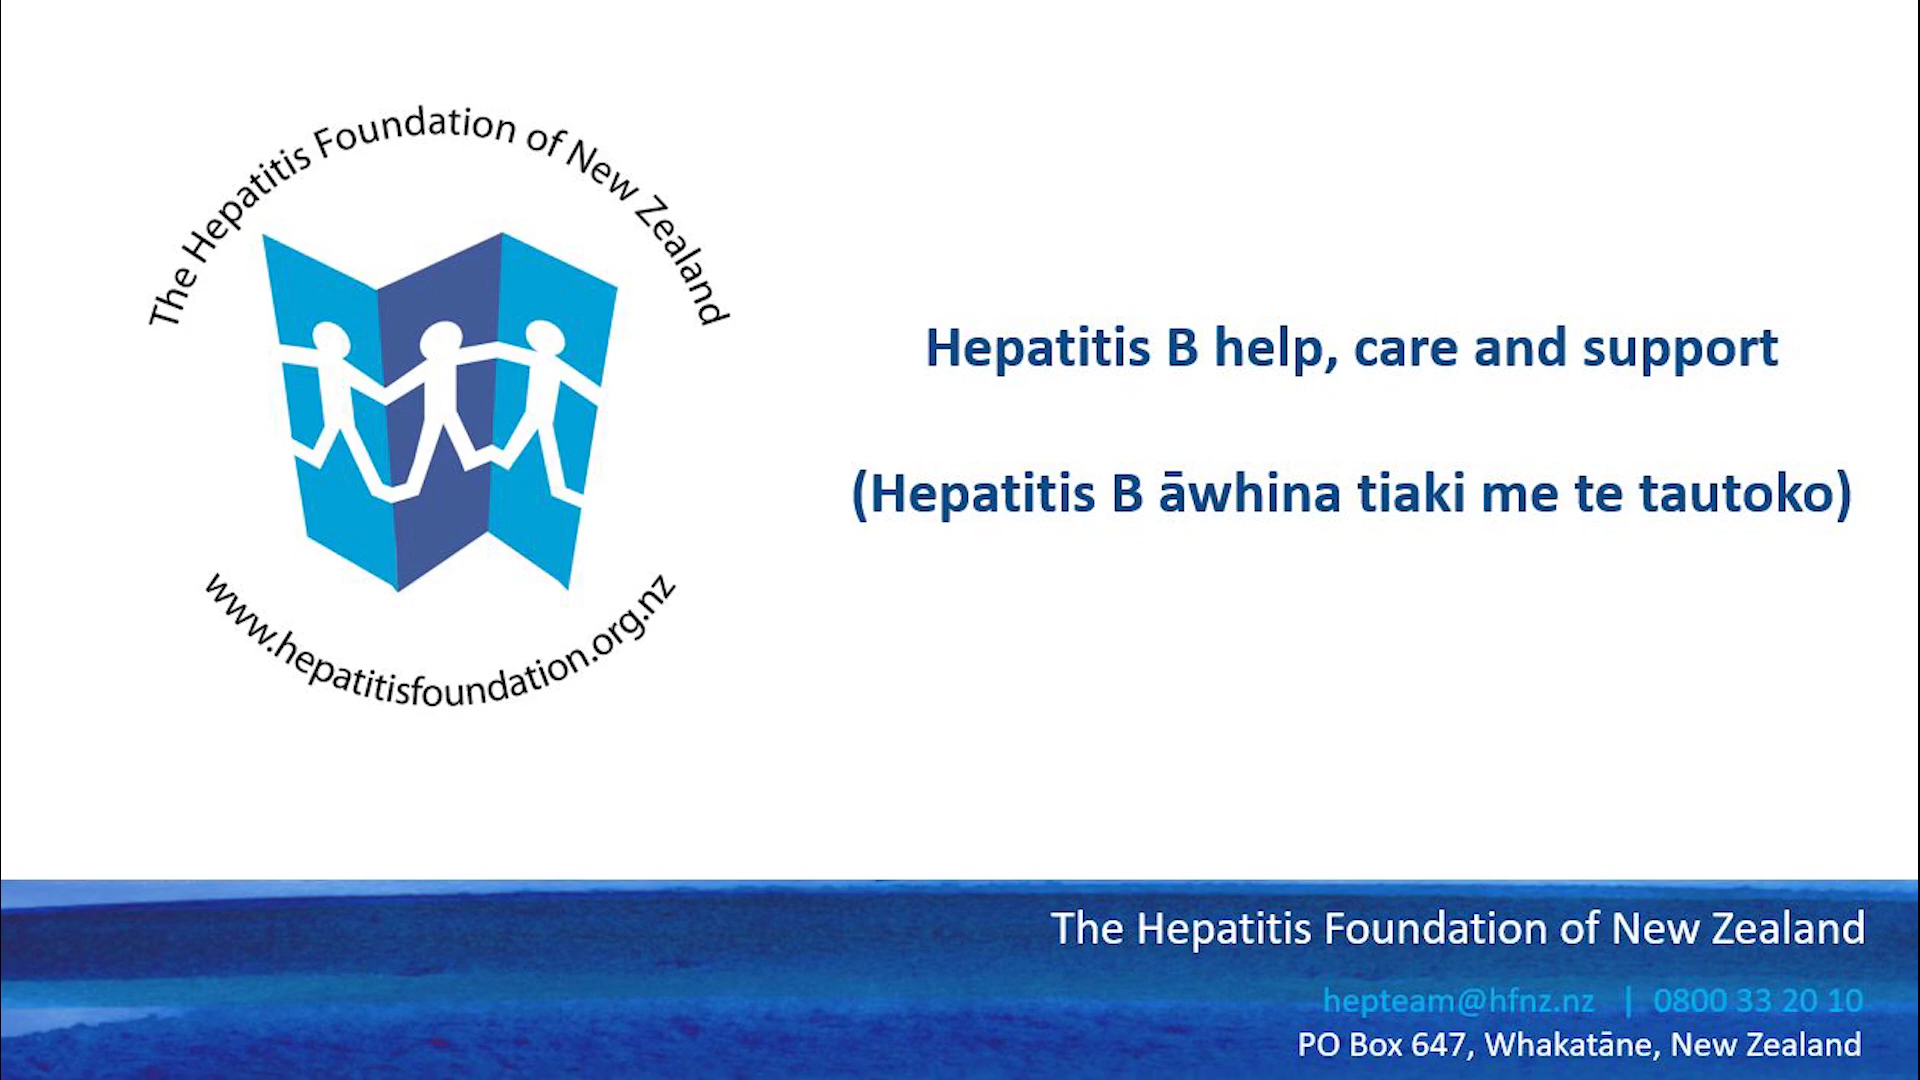 The Hepatitis Foundation of New Zealand
www.hepatitisfoundation.org.nz
Hepatitis B help, care and support
(Hepatitis B āwhina tiaki me te tautoko)
The Hepatitis Foundation of New Zealand
hepteam@hfnz.nz | 0800 33 20 10
PO Box 647, Whakatāne, New Zealand